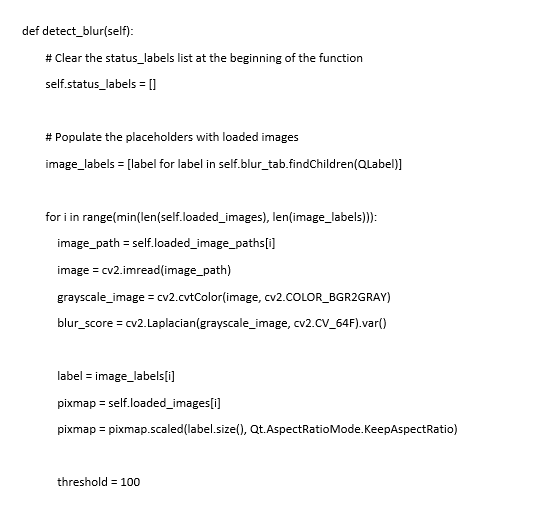 def detect_blur(self):
# Clear the status_labels list at the beginning of the function
self.status_labels = []
# Populate the placeholders with loaded images
image_labels = [label for label in self.blur_tab.findChildren(QLabel)]
for i in range(min(len(self.loaded_images), len(image_labels))):
image_path = self.loaded_image_paths[i]
image = cv2.imread(image_path)
grayscale_image = cv2.cvtColor(image, cv2.COLOR_BGR2GRAY)
blur_score = cv2.Laplacian(grayscale_image, cv2.CV_64F).var()
label = image_labels[i]
pixmap = self.loaded_images[i]
pixmap = pixmap.scaled(label.size(), Qt.AspectRatioMode.KeepAspectRatio)
threshold = 100